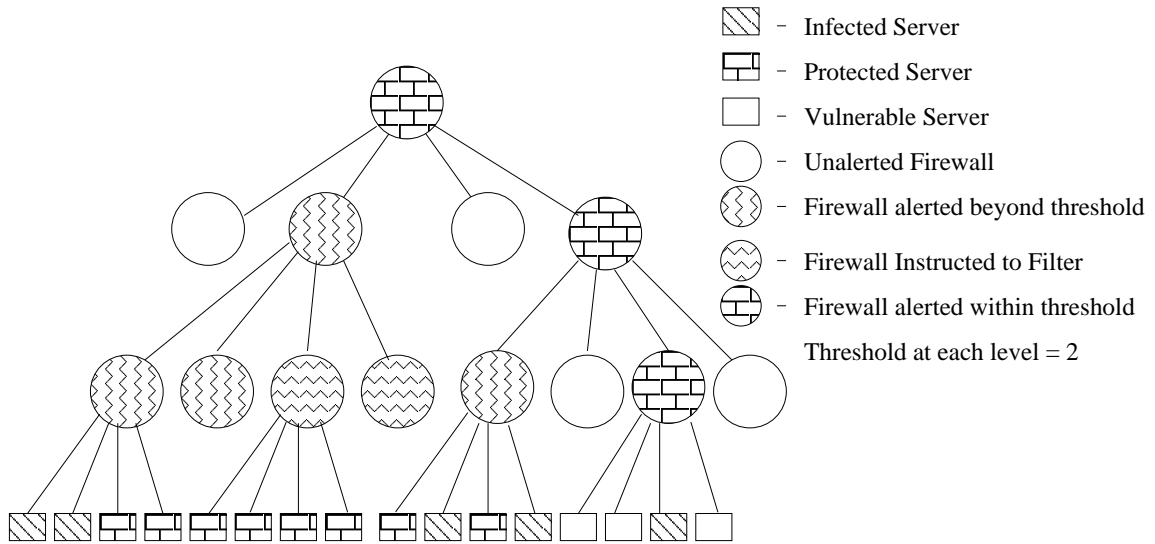 – Infected Server
– Protected Server
– Vulnerable Server
– Unalerted Firewall
– Firewall alerted beyond threshold
– Firewall Instructed to Filter
– Firewall alerted within threshold
Threshold at each level = 2